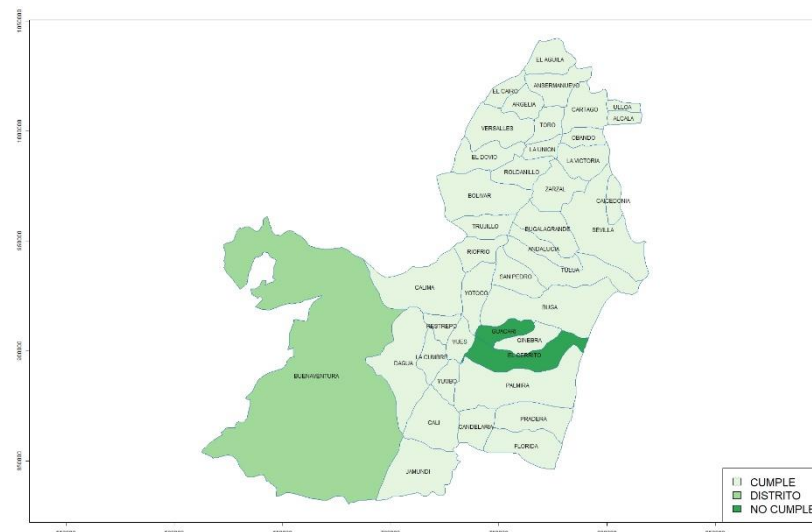 EL AGUILA
ANSERMANUEVO
EL CAIRO
ARGELIA
CARTAGO
ULLOA
ALCALA
TORO
VERSALLES
OBANDO
LA UNION
EL DOVIO
LA VICTORIA
ROLDANILLO
ZARZAL
BOLIVAR
CAICEDONIA
TRUJILLO
BUGALAGRANDE
SEVILLA
ANDALUCIA
RIOFRIO
TULUA
SAN PEDRO
CALIMA
YOTOCO
BUGA
RESTREPO
GUACARI
VIJES
GINEBRA
LA CUMBRE
EL CERRITO
DAGUA
BUENAVENTURA
YUMBO
PALMIRA
PRADERA
CALI
CANDELARIA
FLORIDA
JAMUNDI
CUMPLE
DISTRITO
NO CUMPLE